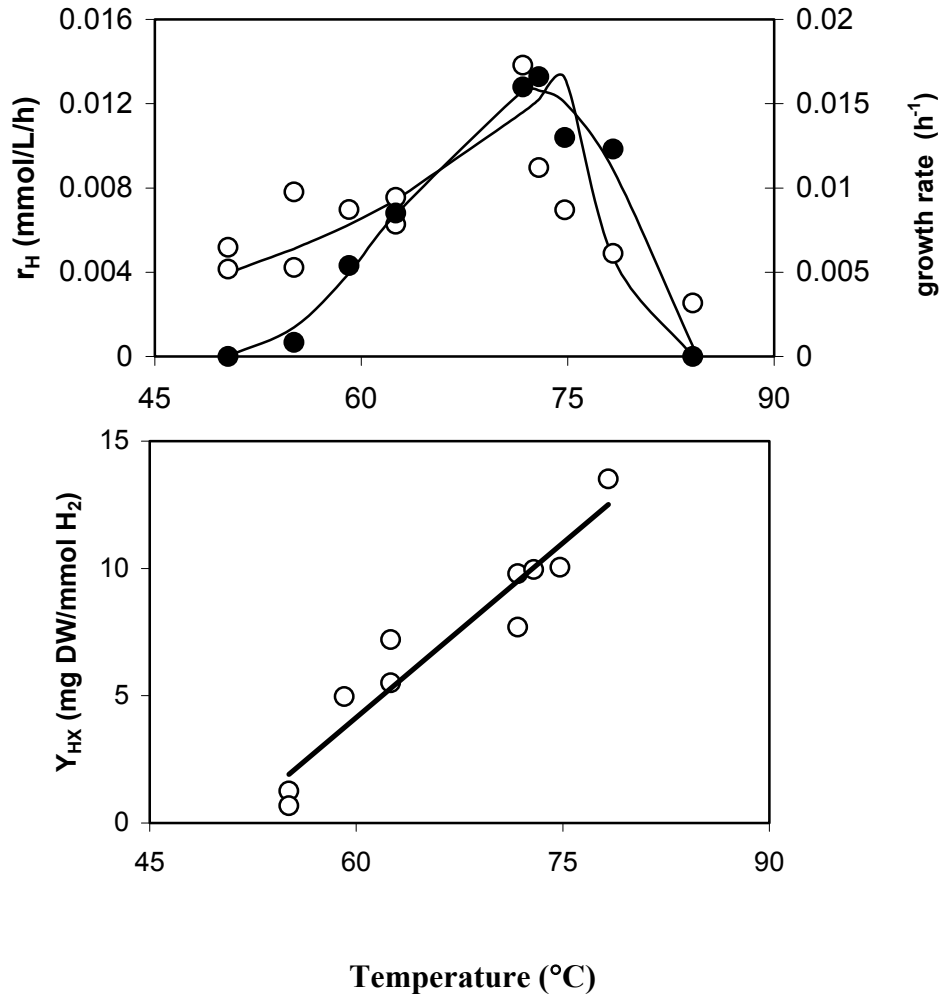 0.016
0.012
0.008
0.004
0
r_H (mmol/L/h)
0.02
0.015
0.01
0.005
0
growth rate (h⁻¹)
45 60 75 90
15
10
5
0
Y_HX (mg DW/mmol H₂)
45 60 75 90
Temperature (°C)